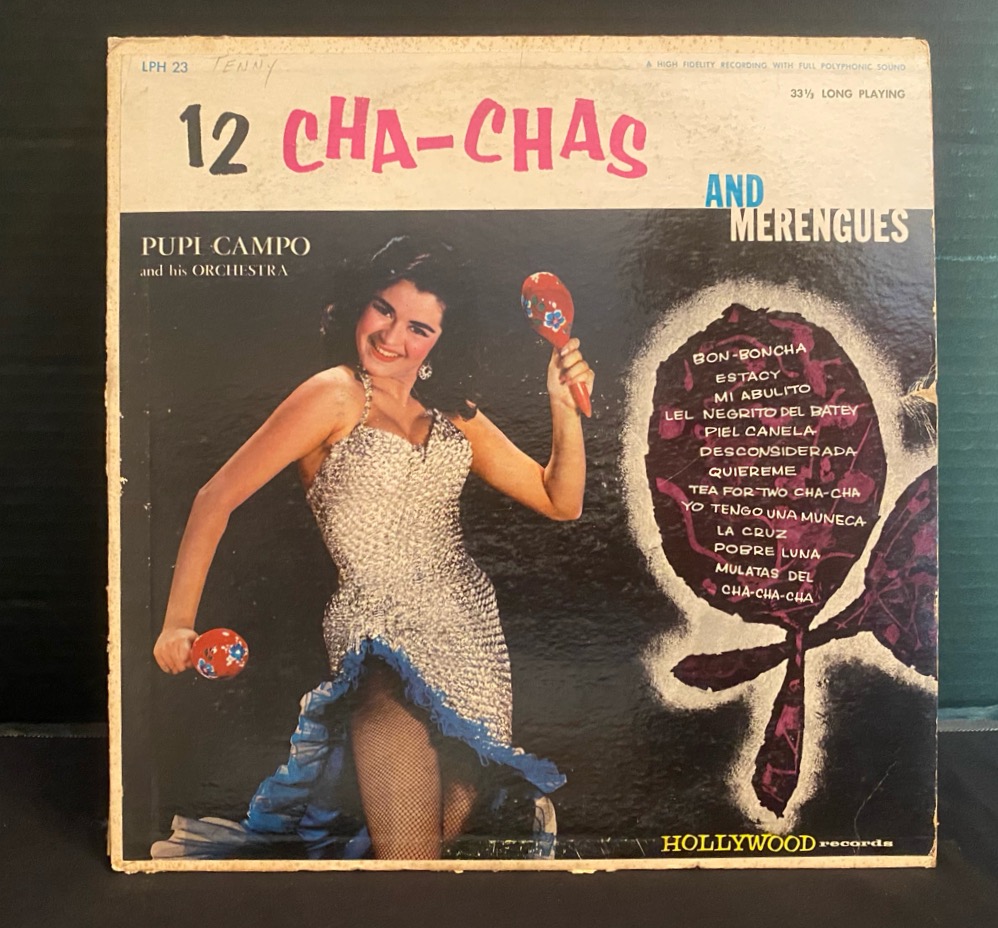 LPH 23 TENNY
A HIGH FIDELITY RECORDING WITH FULL POLYPHONIC SOUND
33⅓ LONG PLAYING
12 CHA-CHAS
AND
MERENGUES
PUPI CAMPO
and his ORCHESTRA
BON-BONCHA
ESTACY
MI ABULITO
LEL NEGRITO DEL BATEY
PIEL CANELA
DESCONSIDERADA
QUIEREME
TEA FOR TWO CHA-CHA
YO TENGO UNA MUNECA
LA CRUZ
POBRE LUNA
MULATAS DEL
CHA-CHA-CHA
HOLLYWOOD records